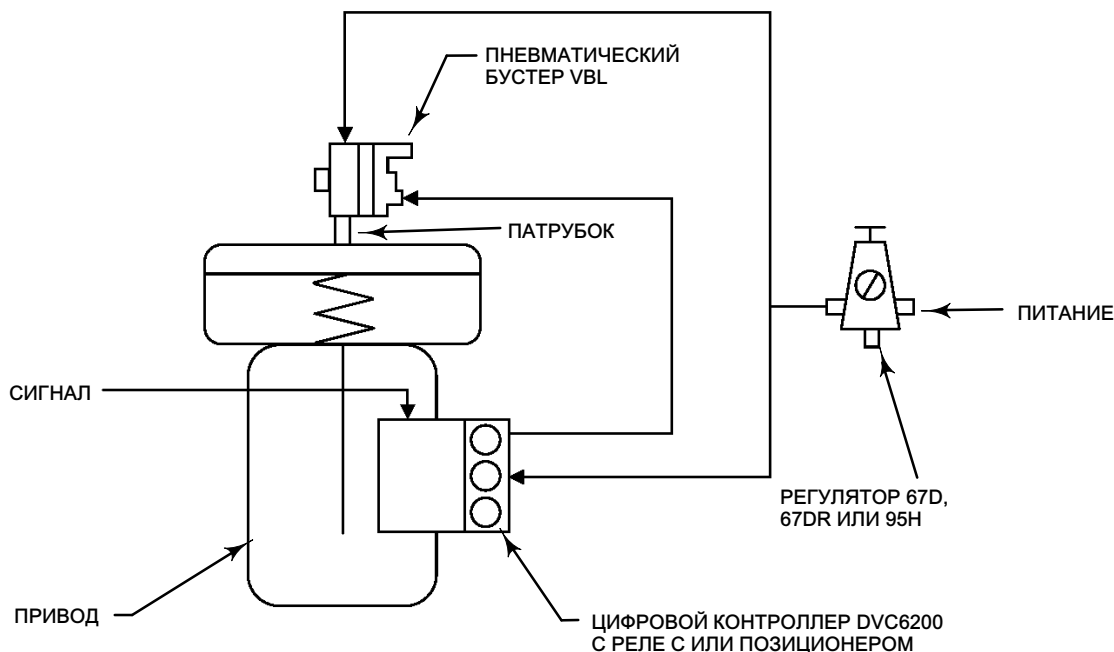 ПНЕВМАТИЧЕСКИЙ
БУСТЕР VBL
ПАТРУБОК
ПИТАНИЕ
СИГНАЛ
РЕГУЛЯТОР 67D,
67DR ИЛИ 95H
ПРИВОД
ЦИФРОВОЙ КОНТРОЛЛЕР DVC6200
С РЕЛЕ C ИЛИ ПОЗИЦИОНЕРОМ